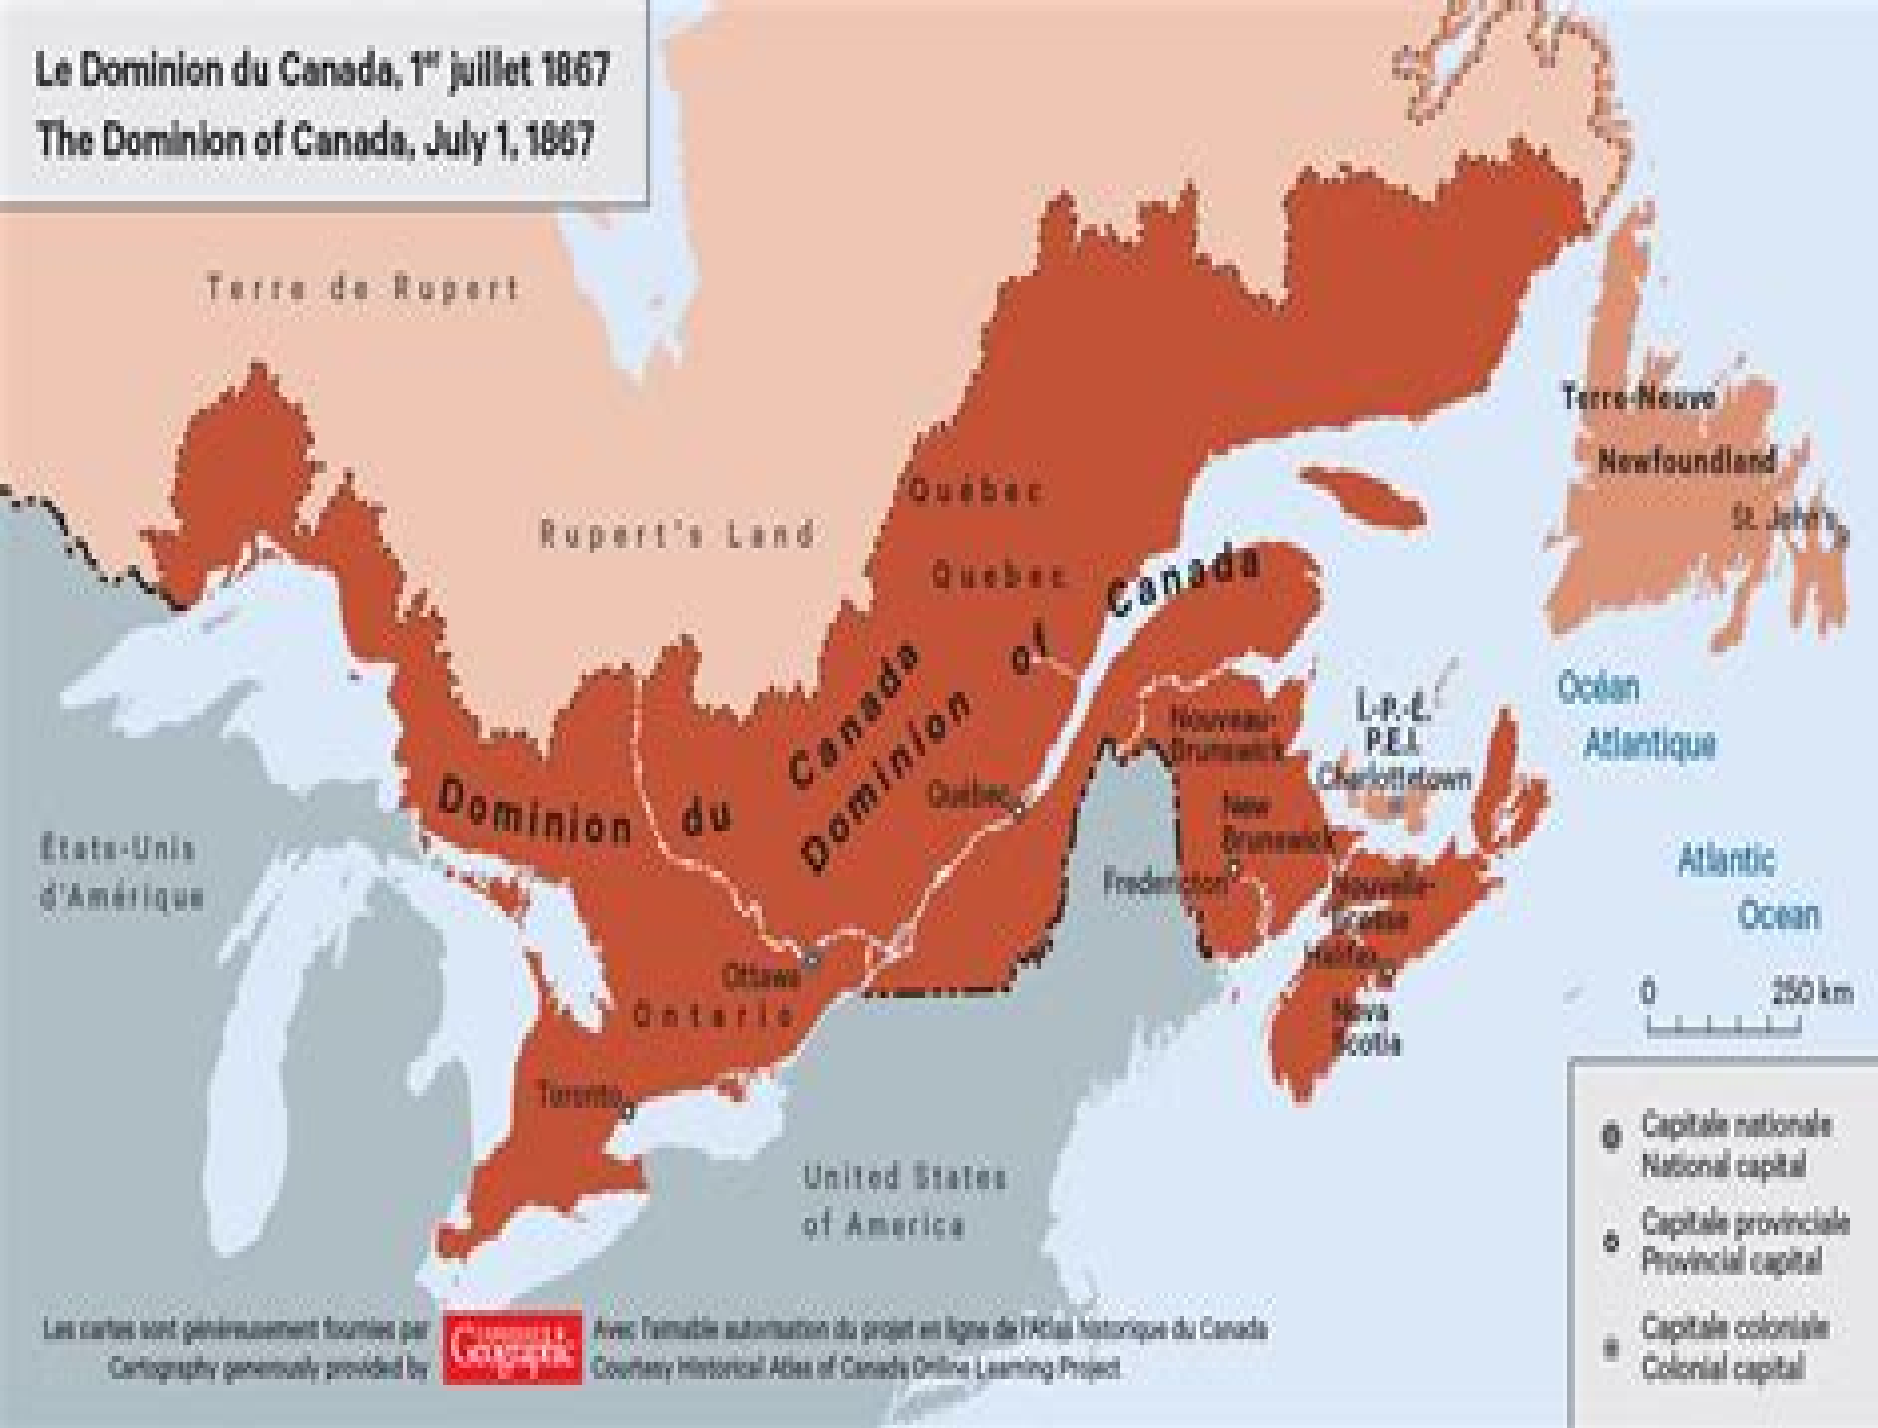 Le Dominion du Canada, 1er juillet 1867
The Dominion of Canada, July 1, 1867
Terre de Rupert
Rupert's Land
Québec
Quebec
Dominion du Canada
Dominion of Canada
Terre-Neuve
Newfoundland
St. John's
Océan
Atlantique
Atlantic
Ocean
Î.-P.-É.
P.E.I.
Charlottetown
Nouveau-
Brunswick
New
Brunswick
Fredericton
Nouvelle-
Écosse
Halifax
Nova
Scotia
Québec
Ottawa
Ontario
Toronto
États-Unis
d'Amérique
United States
of America
0 250 km
Capitale nationale
National capital
Capitale provinciale
Provincial capital
Capitale coloniale
Colonial capital
Les cartes sont généreusement fournies par
Cartography generously provided by
Geographic
Avec l'aimable autorisation du projet en ligne de l'Atlas historique du Canada
Courtesy Historical Atlas of Canada Online Learning Project